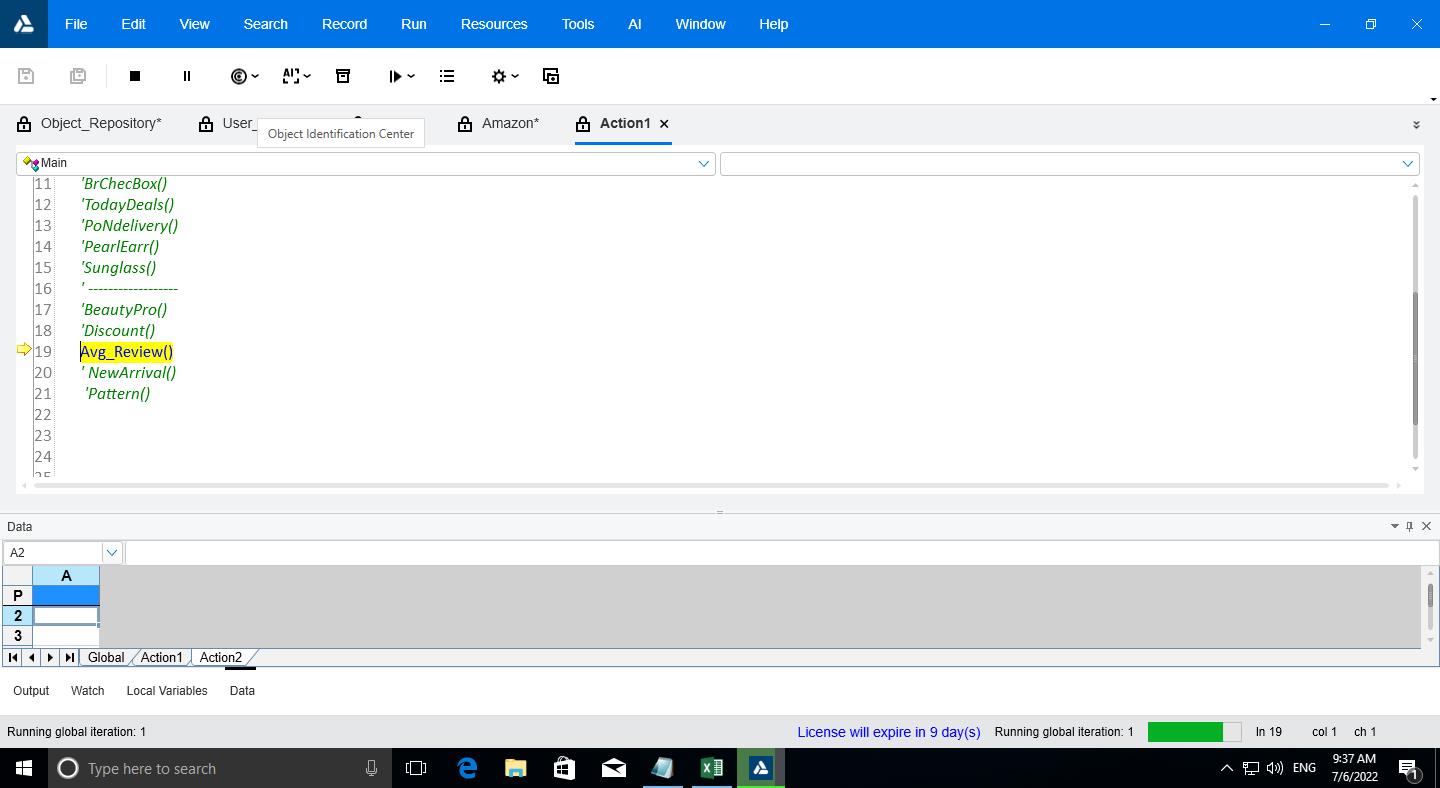 File Edit View Search Record Run Resources Tools AI Window Help
Object_Repository* User_ Amazon* Action1
Object Identification Center
Main
11 'BrChecBox()
12 'TodayDeals()
13 'PoNdelivery()
14 'PearlEarr()
15 'Sunglass()
16 ' ------------------
17 'BeautyPro()
18 'Discount()
19 Avg_Review()
20 ' NewArrival()
21 'Pattern()
22
23
24
25
Data
A2
A
P
2
3
Global Action1 Action2
Output Watch Local Variables Data
Running global iteration: 1 License will expire in 9 day(s) Running global iteration: 1 ln 19 col 1 ch 1
Type here to search ENG 9:37 AM
7/6/2022 1